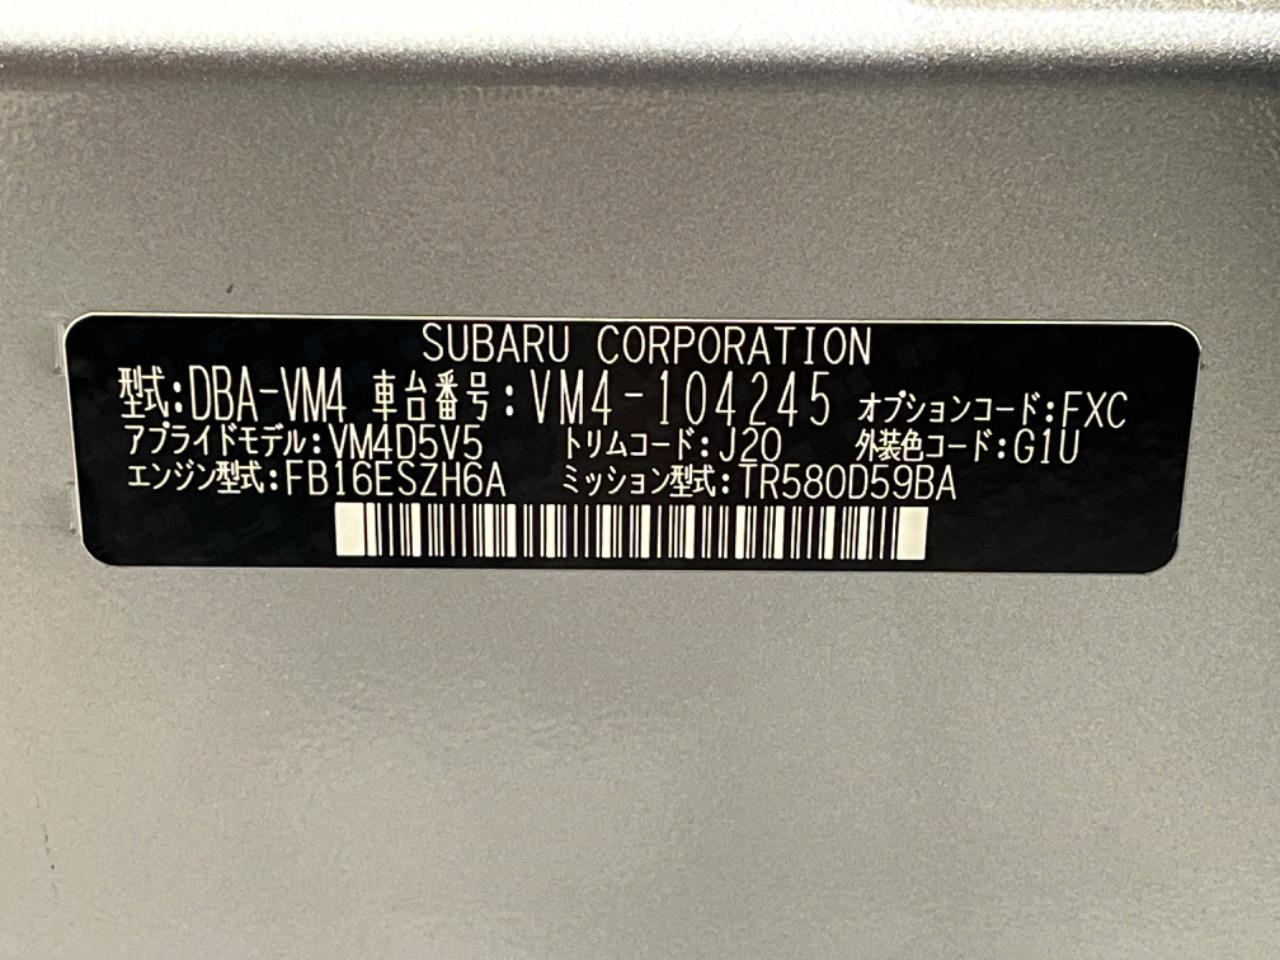 SUBARU CORPORATION
型式:DBA-VM4 車台番号:VM4-104245 オプションコード:FXC
アプライドモデル:VM4D5V5 トリムコード:J20 外装色コード:G1U
エンジン型式:FB16ESZH6A ミッション型式:TR580D59BA